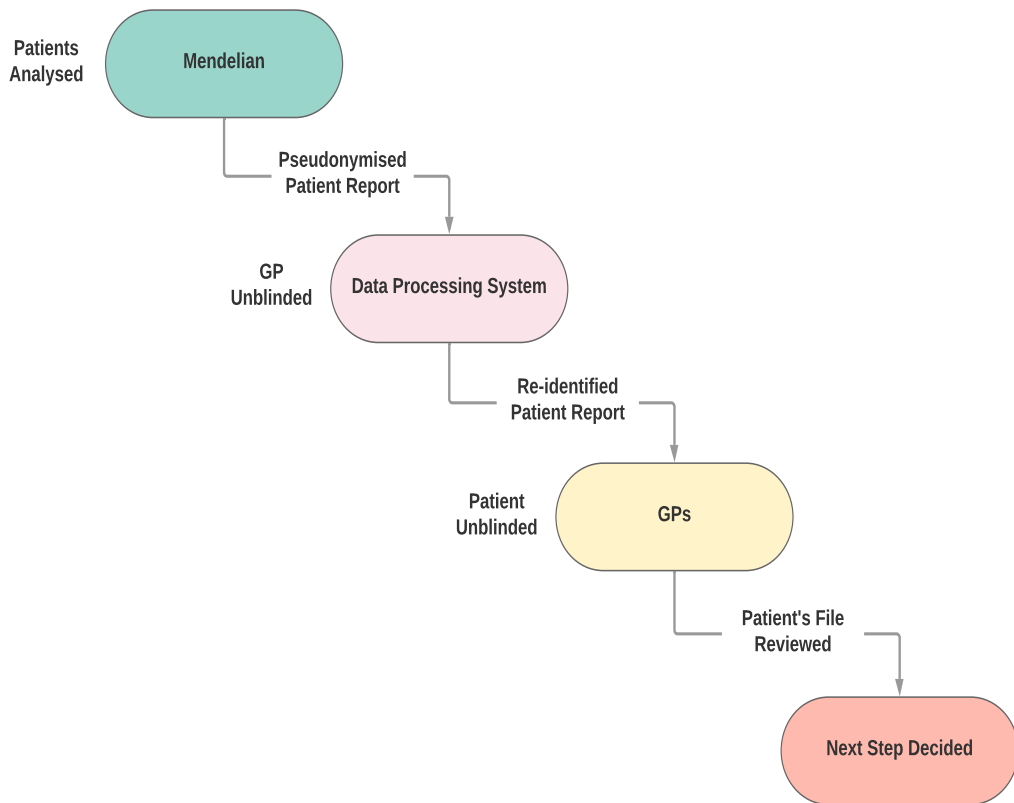 Patients
Analysed
Mendelian
Pseudonymised
Patient Report
GP
Unblinded
Data Processing System
Re-identified
Patient Report
Patient
Unblinded
GPs
Patient's File
Reviewed
Next Step Decided